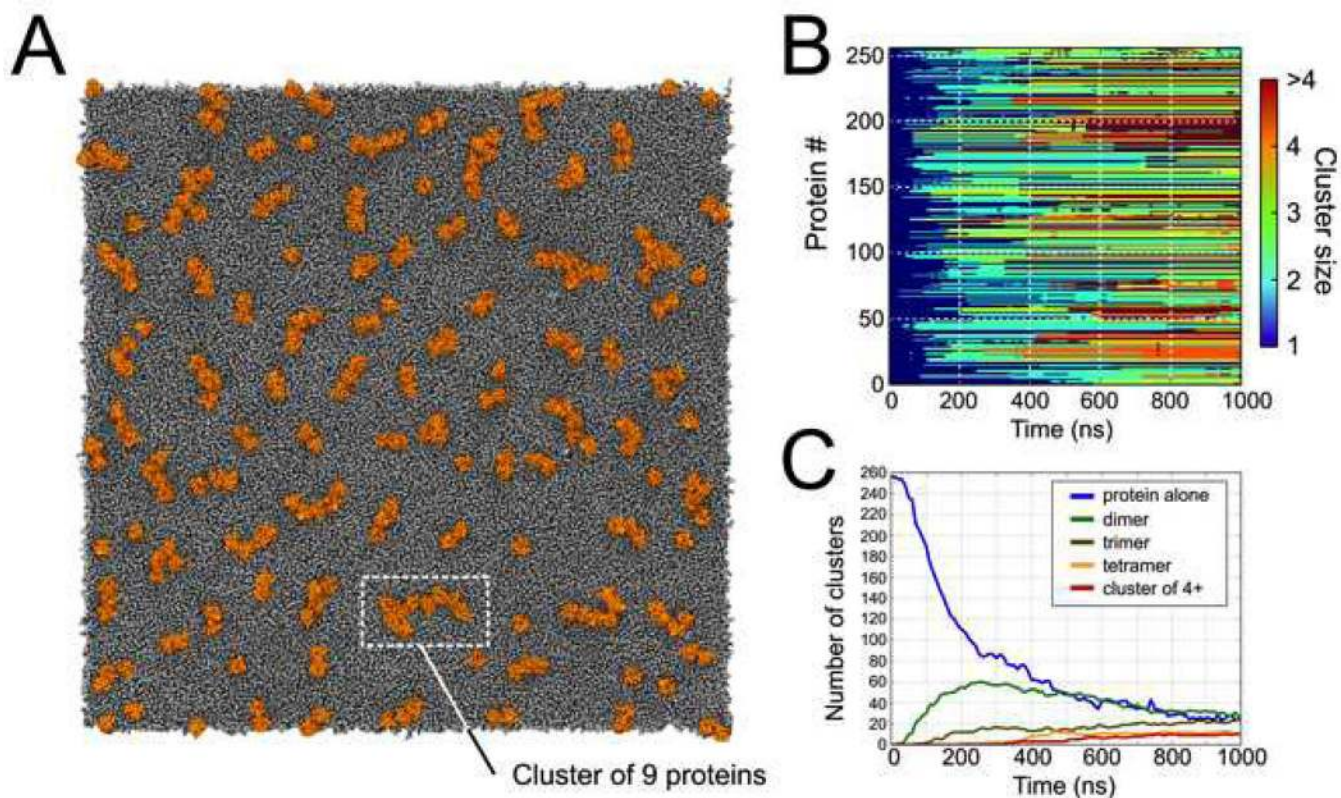 A
Cluster of 9 proteins
B
Protein #
250
200
150
100
50
0
0 200 400 600 800 1000
Time (ns)
>4
4
3
2
1
Cluster size
C
Number of clusters
260
240
220
200
180
160
140
120
100
80
60
40
20
0
0 200 400 600 800 1000
Time (ns)
protein alone
dimer
trimer
tetramer
cluster of 4+